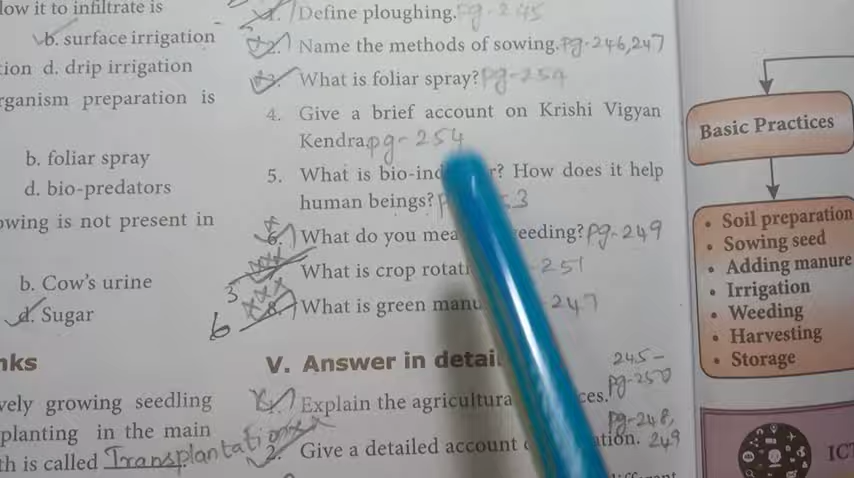 low it to infiltrate is
b. surface irrigation
tion d. drip irrigation
rganism preparation is
b. foliar spray
d. bio-predators
owing is not present in
b. Cow's urine
d. Sugar
nks
vely growing seedling
planting in the main
th is called Transplantation
1. Define ploughing. pg-245
2. Name the methods of sowing. pg-246,247
3. What is foliar spray? pg-254
4. Give a brief account on Krishi Vigyan
Kendra. pg-254
5. What is bio-ind r? How does it help
human beings? 3
6. What do you mea eeding? pg-249
What is crop rotat -251
8. What is green manu -247
V. Answer in detai
245-
pg-250
1. Explain the agricultura ces.
pg-248,
2. Give a detailed account tion. 249
Basic Practices
• Soil preparation
• Sowing seed
• Adding manure
• Irrigation
• Weeding
• Harvesting
• Storage
ICT